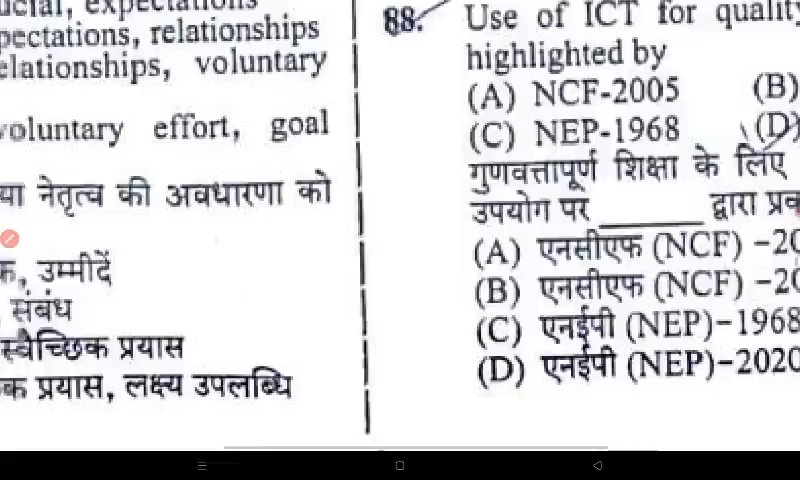 expectations
pectations, relationships
elationships, voluntary
voluntary effort, goal
या नेतृत्व की अवधारणा को
क, उम्मीदें
संबंध
स्वैच्छिक प्रयास
क प्रयास, लक्ष्य उपलब्धि
88. Use of ICT for quality
highlighted by
(A) NCF-2005 (B)
(C) NEP-1968 (D)
गुणवत्तापूर्ण शिक्षा के लिए
उपयोग पर ______ द्वारा
(A) एनसीएफ (NCF) -20
(B) एनसीएफ (NCF) -20
(C) एनईपी (NEP)-1968
(D) एनईपी (NEP)-2020